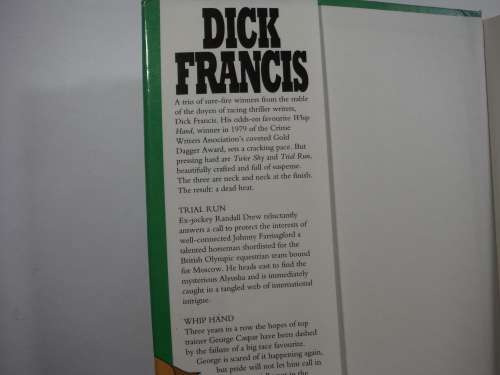 DICK
FRANCIS
A trio of sure-fire winners from the stable
of the doyen of racing thriller writers,
Dick Francis. His odds-on favourite Whip
Hand, winner in 1979 of the Crime
Writers Association's coveted Gold
Dagger Award, sets a cracking pace. But
pressing hard are Twice Shy and Trial Run,
beautifully crafted and full of suspense.
The three are neck and neck at the finish.
The result: a dead heat.
TRIAL RUN
Ex-jockey Randall Drew reluctantly
answers a call to protect the interests of
well-connected Johnny Farringford a
talented horseman shortlisted for the
British Olympic equestrian team bound
for Moscow. He heads east to find the
mysterious Alyosha and is immediately
caught in a tangled web of international
intrigue.
WHIP HAND
Three years in a row the hopes of top
trainer George Caspar have been dashed
by the failure of a big race favourite.
George is scared of it happening again,
but pride will not let him call in
in the